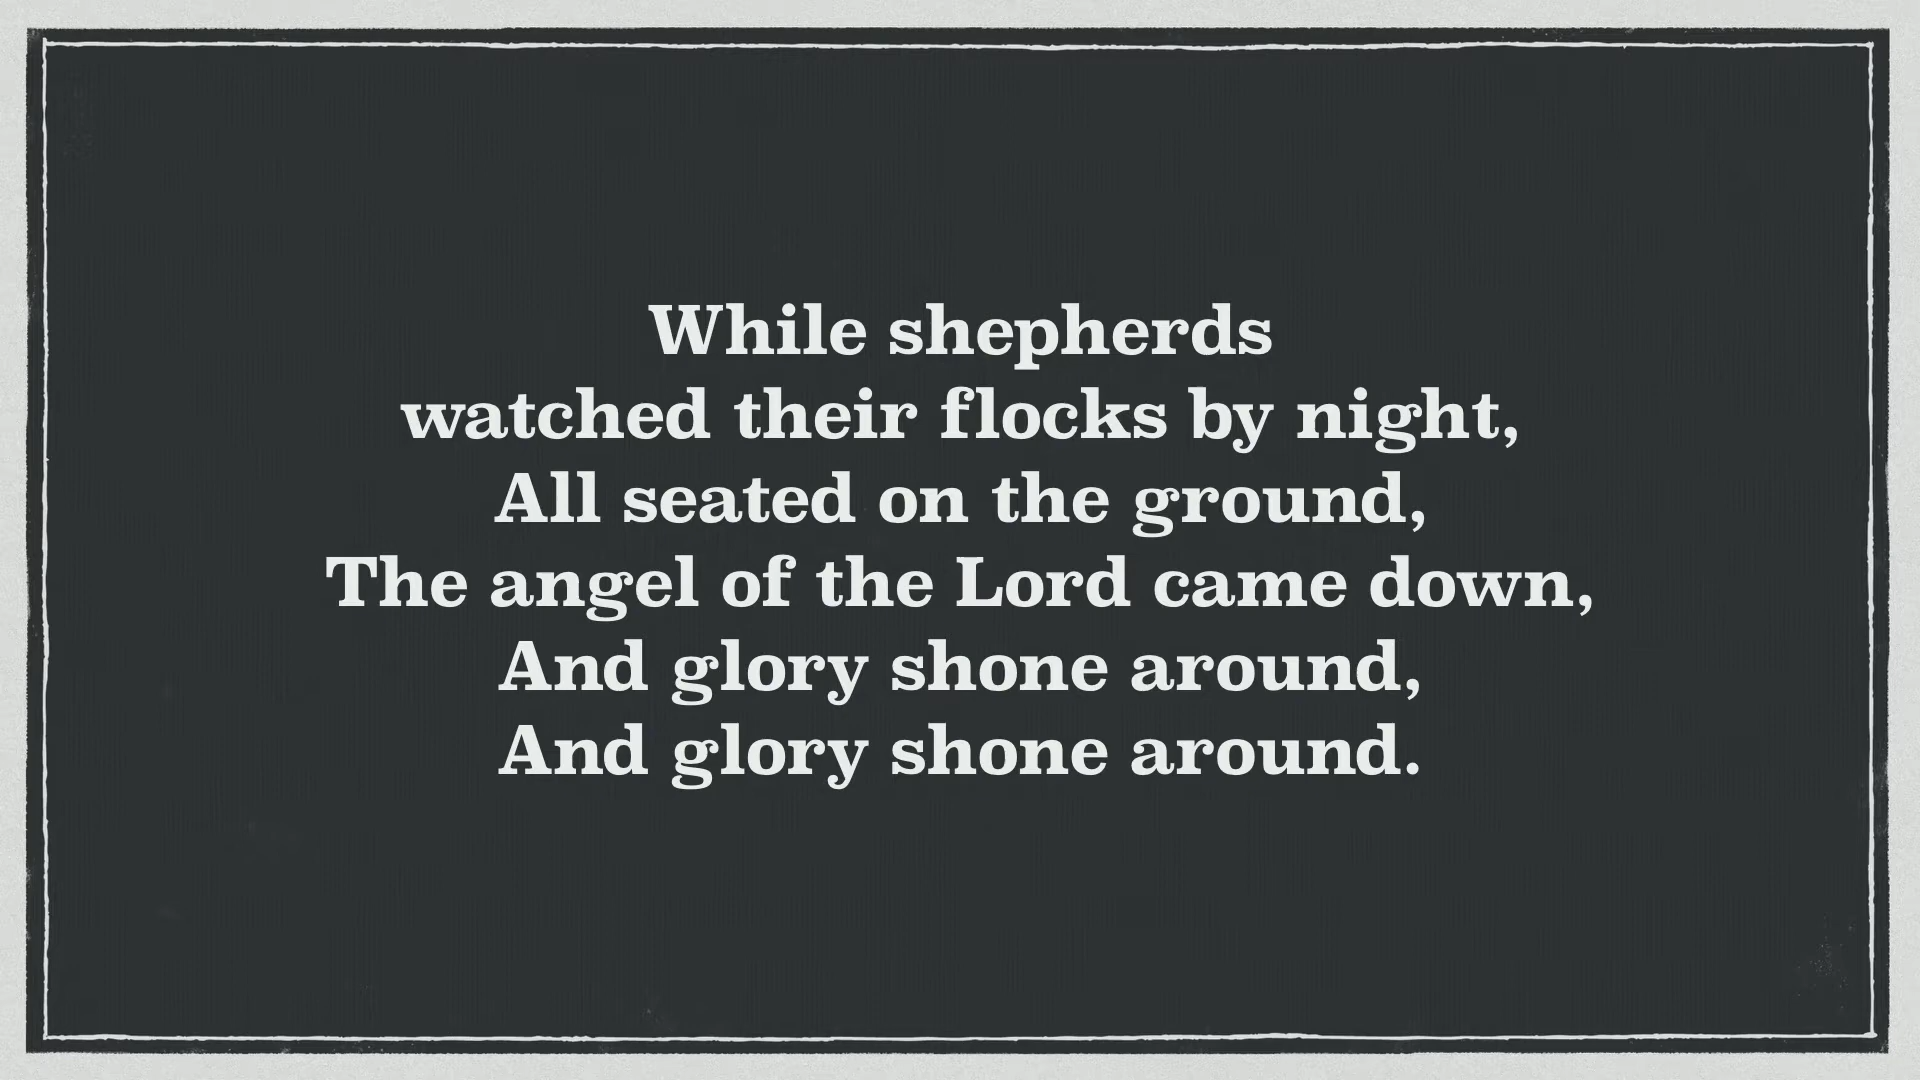 While shepherds
watched their flocks by night,
All seated on the ground,
The angel of the Lord came down,
And glory shone around,
And glory shone around.